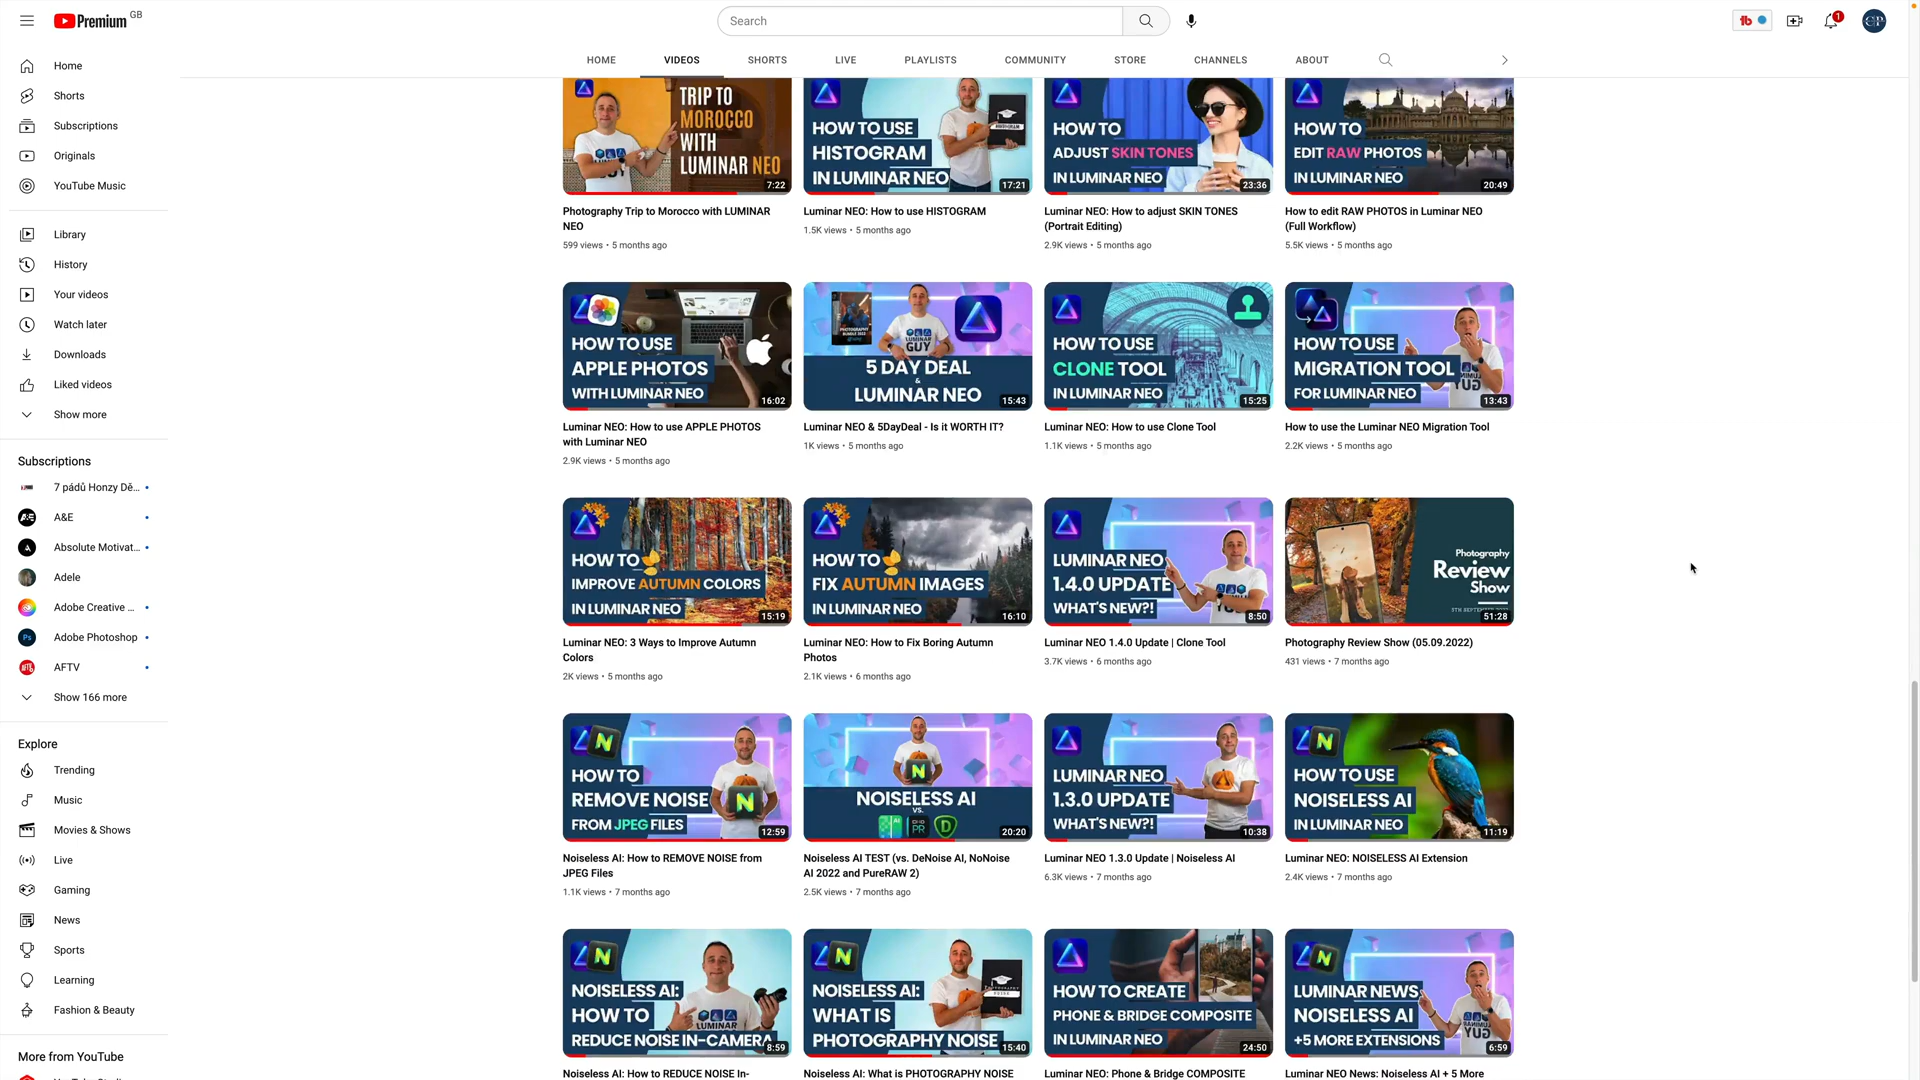 Premium GB
Search
1
HOME
VIDEOS
SHORTS
LIVE
PLAYLISTS
COMMUNITY
STORE
CHANNELS
ABOUT
Home
Shorts
Subscriptions
Originals
YouTube Music
Library
History
Your videos
Watch later
Downloads
Liked videos
Show more
Subscriptions
7 pádů Honzy Dě...
A&E
Absolute Motivat...
Adele
Adobe Creative ...
Adobe Photoshop
AFTV
Show 166 more
Explore
Trending
Music
Movies & Shows
Live
Gaming
News
Sports
Learning
Fashion & Beauty
More from YouTube
TRIP TO
MOROCCO
WITH
LUMINAR NEO
7:22
Photography Trip to Morocco with LUMINAR
NEO
599 views • 5 months ago
HOW TO USE
HISTOGRAM
IN LUMINAR NEO
17:21
Luminar NEO: How to use HISTOGRAM
1.5K views • 5 months ago
HOW TO
ADJUST SKIN TONES
IN LUMINAR NEO
23:36
Luminar NEO: How to adjust SKIN TONES
(Portrait Editing)
2.9K views • 5 months ago
HOW TO
EDIT RAW PHOTOS
IN LUMINAR NEO
20:49
How to edit RAW PHOTOS in Luminar NEO
(Full Workflow)
5.5K views • 5 months ago
HOW TO USE
APPLE PHOTOS
WITH LUMINAR NEO
16:02
Luminar NEO: How to use APPLE PHOTOS
with Luminar NEO
2.9K views • 5 months ago
GUY
5 DAY DEAL
&
LUMINAR NEO
15:43
Luminar NEO & 5DayDeal - Is it WORTH IT?
1K views • 5 months ago
HOW TO USE
CLONE TOOL
IN LUMINAR NEO
15:25
Luminar NEO: How to use Clone Tool
1.1K views • 5 months ago
HOW TO USE
MIGRATION TOOL
FOR LUMINAR NEO
13:43
How to use the Luminar NEO Migration Tool
2.2K views • 5 months ago
HOW TO
IMPROVE AUTUMN COLORS
IN LUMINAR NEO
15:19
Luminar NEO: 3 Ways to Improve Autumn
Colors
2K views • 5 months ago
HOW TO
FIX AUTUMN IMAGES
IN LUMINAR NEO
16:10
Luminar NEO: How to Fix Boring Autumn
Photos
2.1K views • 6 months ago
LUMINAR NEO
1.4.0 UPDATE
WHAT'S NEW?!
8:50
Luminar NEO 1.4.0 Update | Clone Tool
3.7K views • 6 months ago
Photography
Review
Show
51:28
Photography Review Show (05.09.2022)
431 views • 7 months ago
HOW TO
REMOVE NOISE
FROM JPEG FILES
12:59
Noiseless AI: How to REMOVE NOISE from
JPEG Files
1.1K views • 7 months ago
NOISELESS AI
VS.
20:20
Noiseless AI TEST (vs. DeNoise AI, NoNoise
AI 2022 and PureRAW 2)
2.5K views • 7 months ago
LUMINAR NEO
1.3.0 UPDATE
WHAT'S NEW?!
10:38
Luminar NEO 1.3.0 Update | Noiseless AI
6.3K views • 7 months ago
HOW TO USE
NOISELESS AI
IN LUMINAR NEO
11:19
Luminar NEO: NOISELESS AI Extension
2.4K views • 7 months ago
NOISELESS AI:
HOW TO
REDUCE NOISE IN-CAMERA
8:59
Noiseless AI: How to REDUCE NOISE In-
NOISELESS AI:
WHAT IS
PHOTOGRAPHY NOISE
15:40
Noiseless AI: What is PHOTOGRAPHY NOISE
HOW TO CREATE
PHONE & BRIDGE COMPOSITE
IN LUMINAR NEO
24:50
Luminar NEO: Phone & Bridge COMPOSITE
LUMINAR NEWS
NOISELESS AI
+5 MORE EXTENSIONS
6:59
Luminar NEO News: Noiseless AI + 5 More